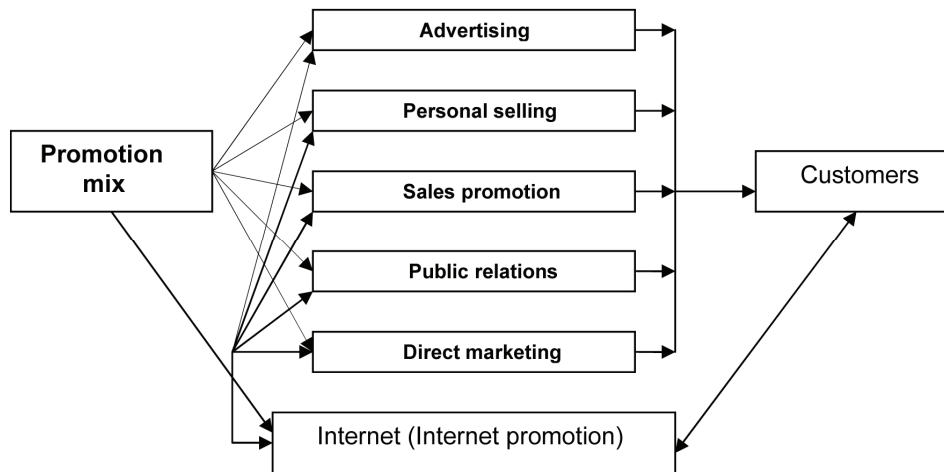 Advertising
Personal selling
Promotion
mix
Sales promotion
Customers
Public relations
Direct marketing
Internet (Internet promotion)